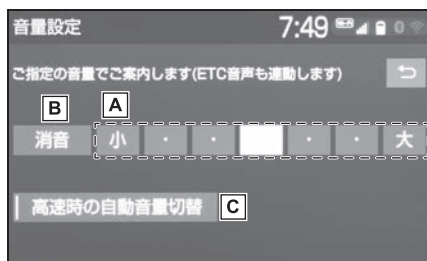 音量設定 7:49
ご指定の音量でご案内します(ETC音声も連動します)
B A
消音 小 ・ ・ ・ ・ 大
高速時の自動音量切替 C